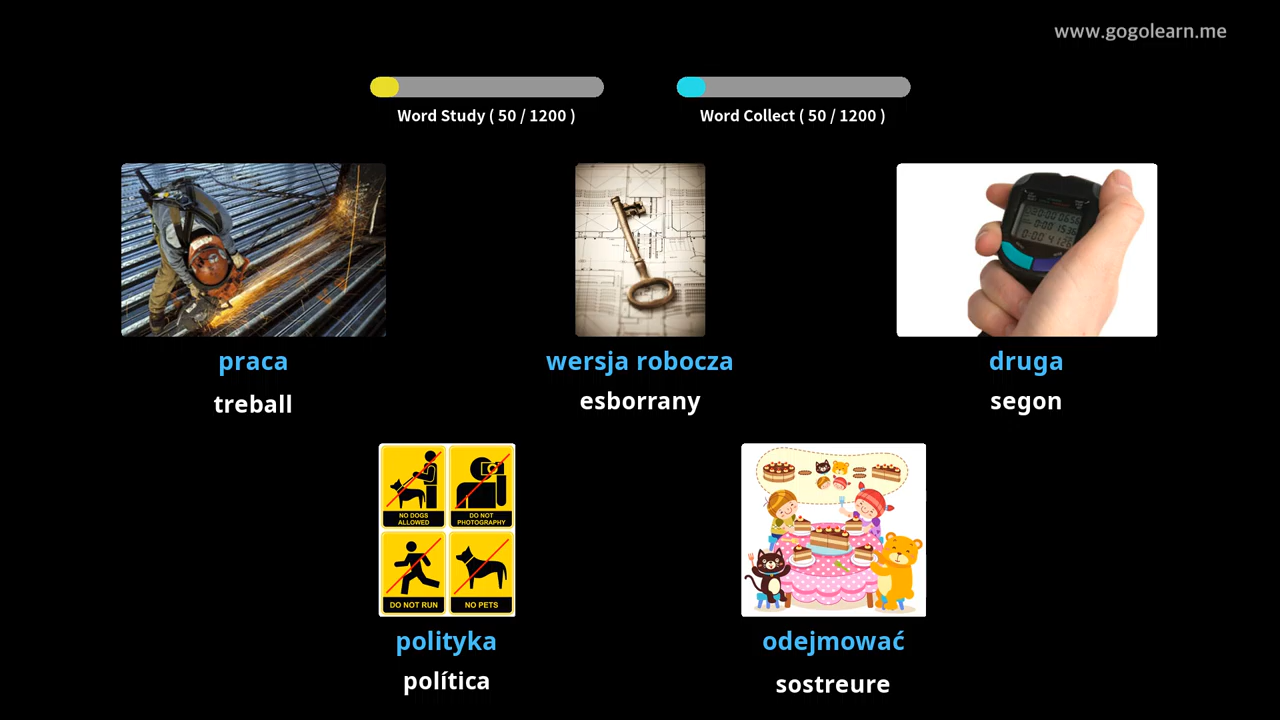 www.gogolearn.me
Word Study ( 50 / 1200 )
Word Collect ( 50 / 1200 )
praca
wersja robocza
druga
treball
esborrany
segon
NO DOGS
ALLOWED
DO NOT
PHOTOGRAPHY
DO NOT RUN
NO PETS
polityka
odejmować
política
sostreure